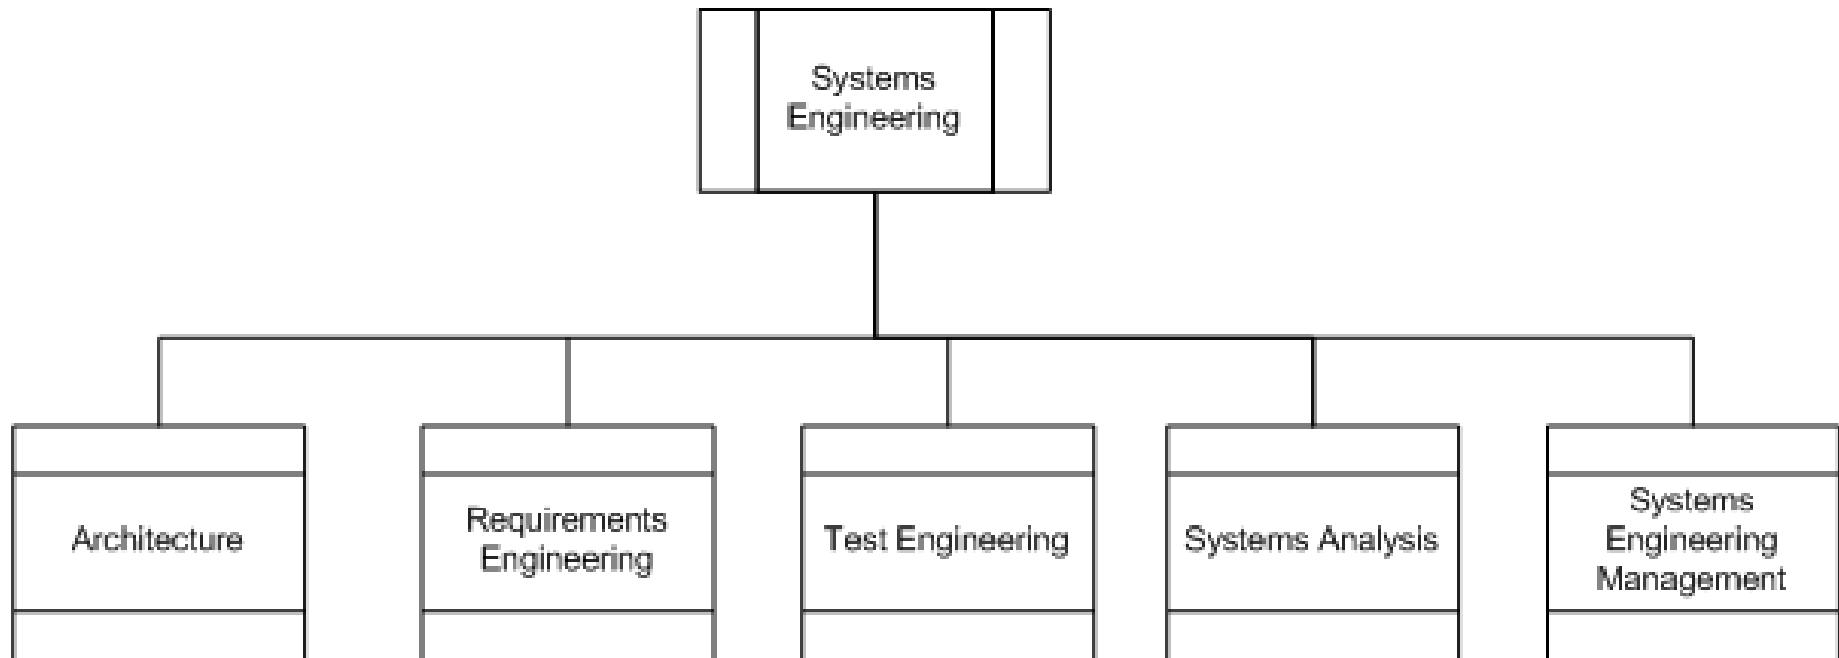 Systems
Engineering
Architecture
Requirements
Engineering
Test Engineering
Systems Analysis
Systems
Engineering
Management